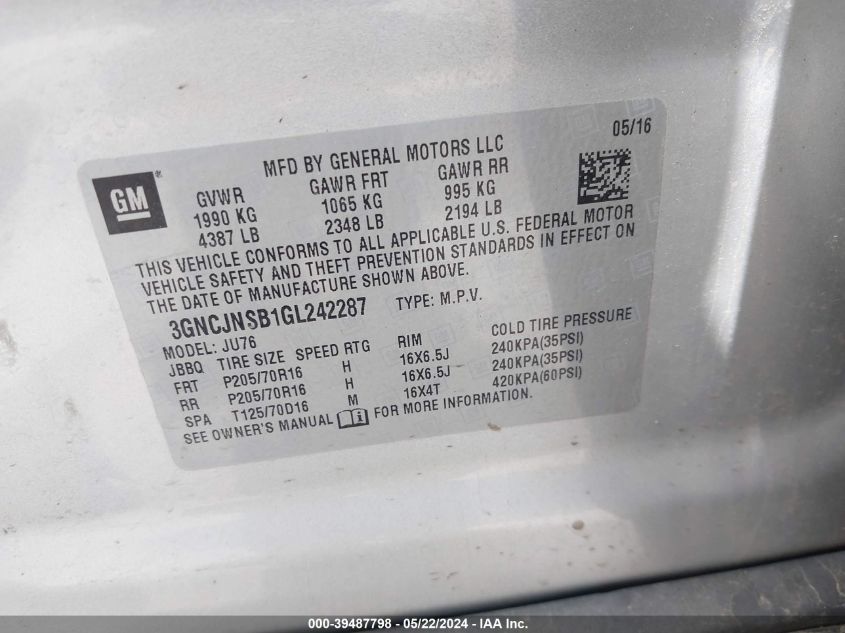 05/16
MFD BY GENERAL MOTORS LLC
GM
GVWR GAWR FRT GAWR RR
1990 KG 1065 KG 995 KG
4387 LB 2348 LB 2194 LB
THIS VEHICLE CONFORMS TO ALL APPLICABLE U.S. FEDERAL MOTOR
VEHICLE SAFETY AND THEFT PREVENTION STANDARDS IN EFFECT ON
THE DATE OF MANUFACTURE SHOWN ABOVE.
3GNCJNSB1GL242287 TYPE: M.P.V.
MODEL: JU76
JBBQ TIRE SIZE SPEED RTG RIM COLD TIRE PRESSURE
FRT P205/70R16 H 16X6.5J 240KPA(35PSI)
RR P205/70R16 H 16X6.5J 240KPA(35PSI)
SPA T125/70D16 M 16X4T 420KPA(60PSI)
SEE OWNER'S MANUAL FOR MORE INFORMATION.
000-39487798 - 05/22/2024 - IAA Inc.